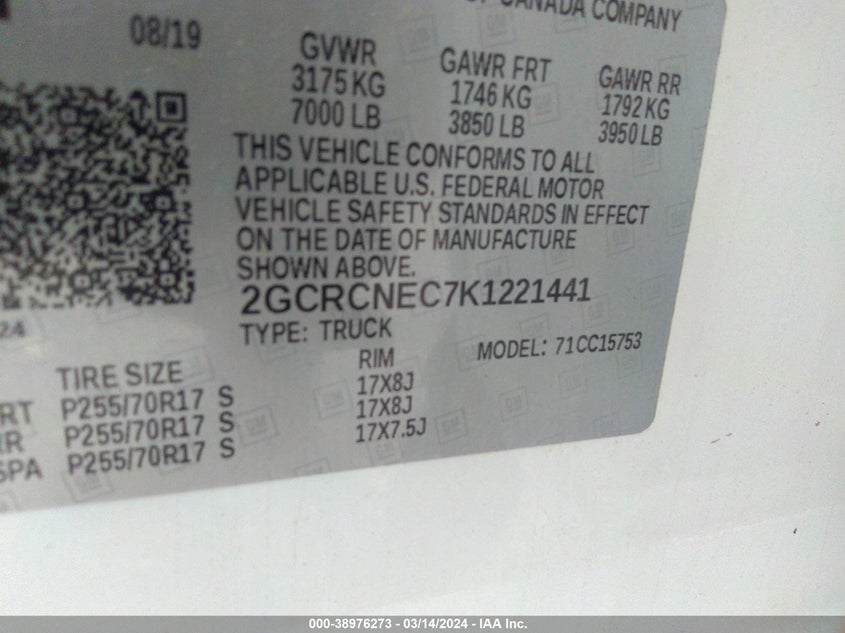 CANADA COMPANY
08/19
GVWR GAWR FRT GAWR RR
3175 KG 1746 KG 1792 KG
7000 LB 3850 LB 3950 LB
THIS VEHICLE CONFORMS TO ALL
APPLICABLE U.S. FEDERAL MOTOR
VEHICLE SAFETY STANDARDS IN EFFECT
ON THE DATE OF MANUFACTURE
SHOWN ABOVE.
2GCRCNEC7K1221441
24
TYPE: TRUCK MODEL: 71CC15753
TIRE SIZE RIM
FRT P255/70R17 S 17X8J
RR P255/70R17 S 17X8J
SPA P255/70R17 S 17X7.5J
000-38976273 - 03/14/2024 - IAA Inc.